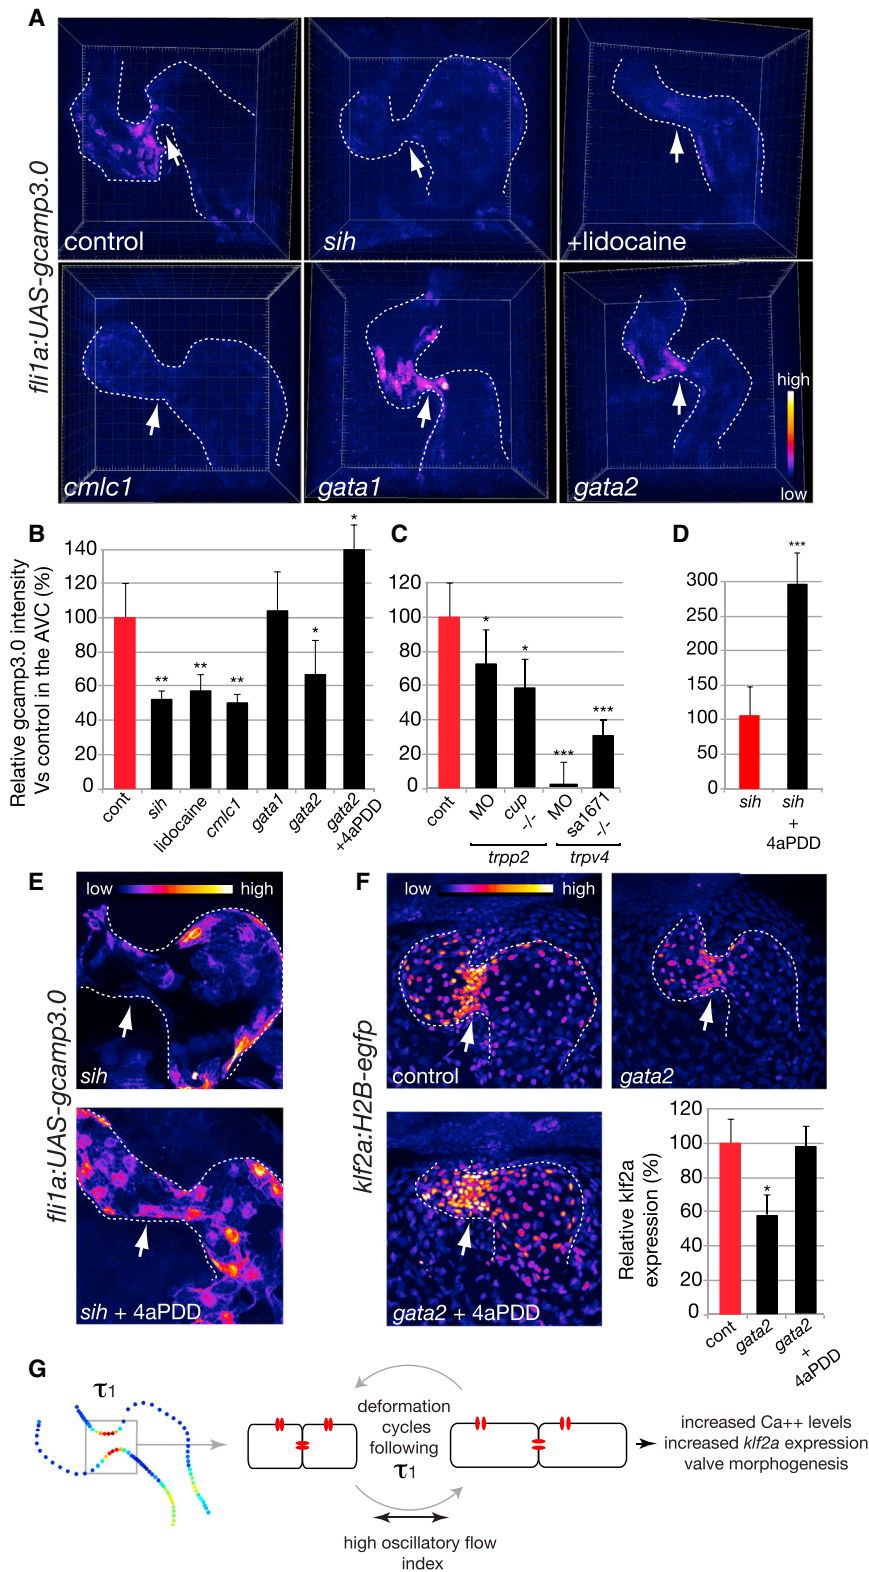 A
fli1a:UAS-gcamp3.0
control
sih
+lidocaine
cmlc1
gata1
gata2
high
low
B
Relative gcamp3.0 intensity
Vs control in the AVC (%)
140
120
100
80
60
40
20
0
**
**
**
*
*
cont
sih
lidocaine
cmlc1
gata1
gata2
gata2
+4aPDD
C
120
100
80
60
40
20
0
*
*
***
***
cont
MO
cup
-/-
MO
sa1671
-/-
trpp2
trpv4
D
300
250
200
150
100
50
0
***
sih
sih
+
4aPDD
E
fli1a:UAS-gcamp3.0
low
high
sih
sih + 4aPDD
F
klf2a:H2B-egfp
low
high
control
gata2
gata2 + 4aPDD
Relative klf2a
expression (%)
120
100
80
60
40
20
0
*
cont
gata2
gata2
+
4aPDD
G
τ1
deformation
cycles
following
τ1
high oscillatory flow
index
increased Ca++ levels
increased klf2a expression
valve morphogenesis